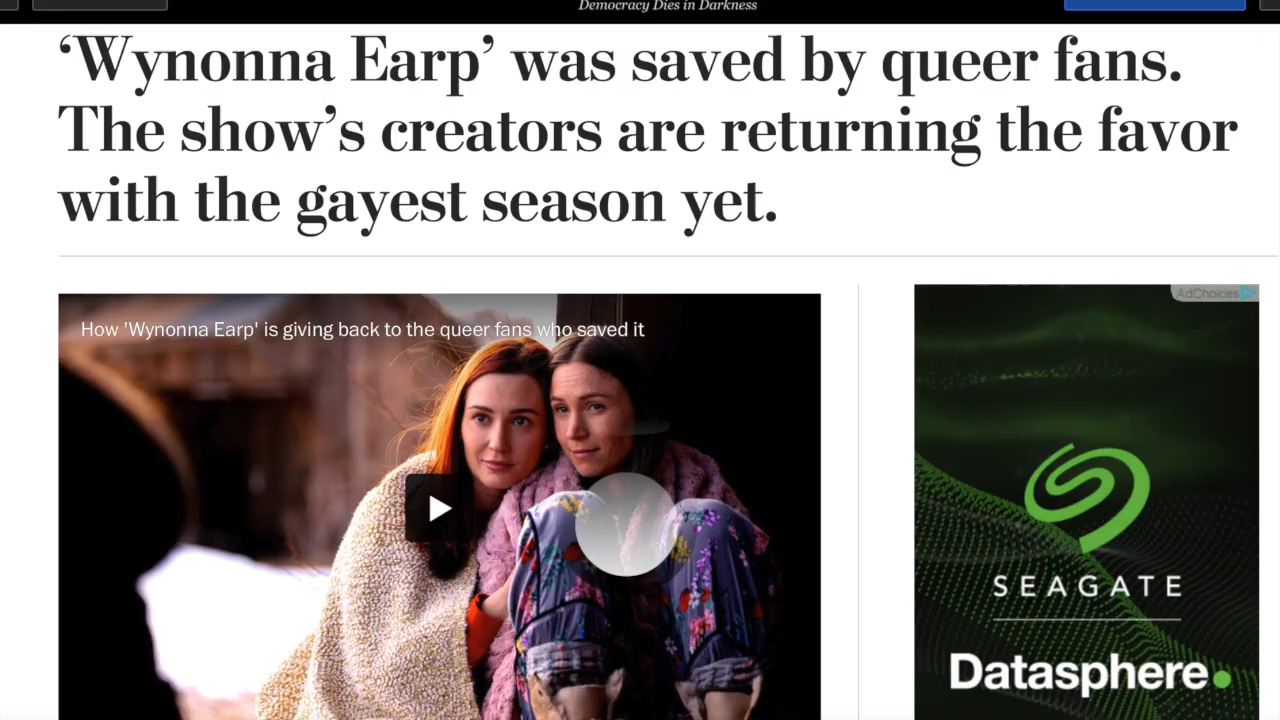 Democracy Dies in Darkness
‘Wynonna Earp’ was saved by queer fans.
The show’s creators are returning the favor
with the gayest season yet.
How 'Wynonna Earp' is giving back to the queer fans who saved it
AdChoices
SEAGATE
Datasphere.